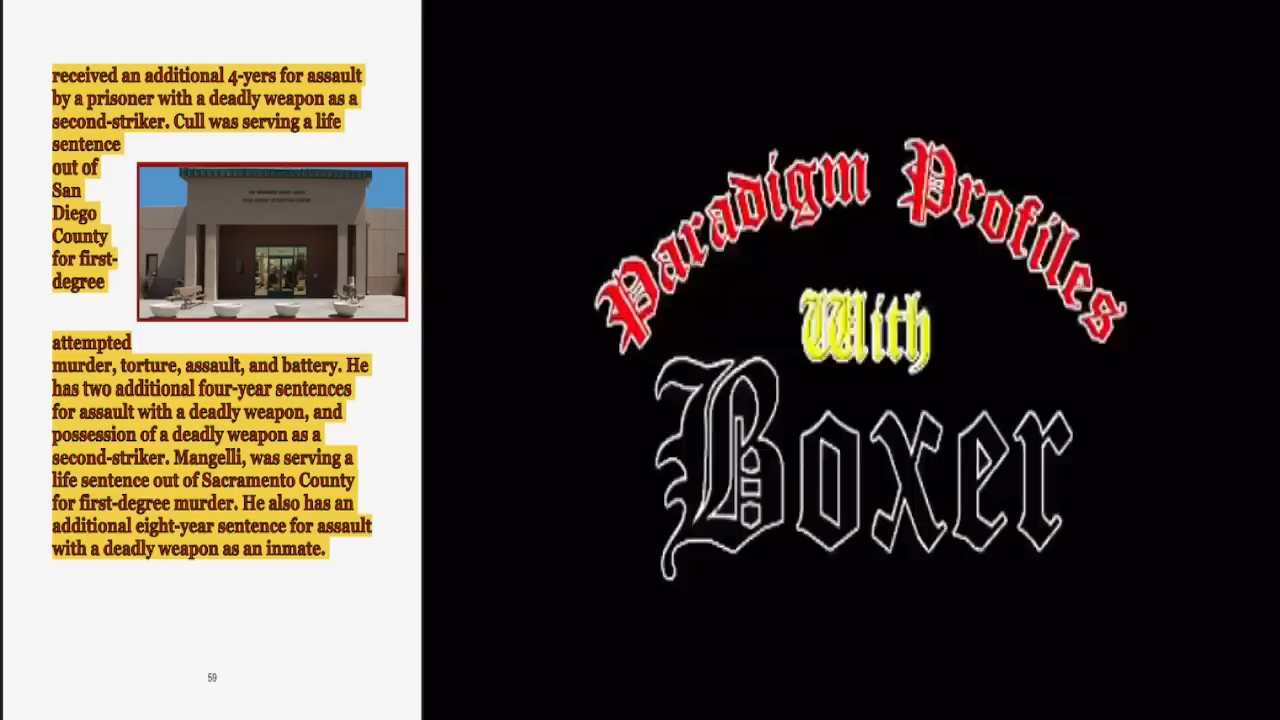 received an additional 4-yers for assault
by a prisoner with a deadly weapon as a
second-striker. Cull was serving a life
sentence
out of
San
Diego
County
for first-
degree
attempted
murder, torture, assault, and battery. He
has two additional four-year sentences
for assault with a deadly weapon, and
possession of a deadly weapon as a
second-striker. Mangelli, was serving a
life sentence out of Sacramento County
for first-degree murder. He also has an
additional eight-year sentence for assault
with a deadly weapon as an inmate.
59
Paradigm Profiles
With
Boxer